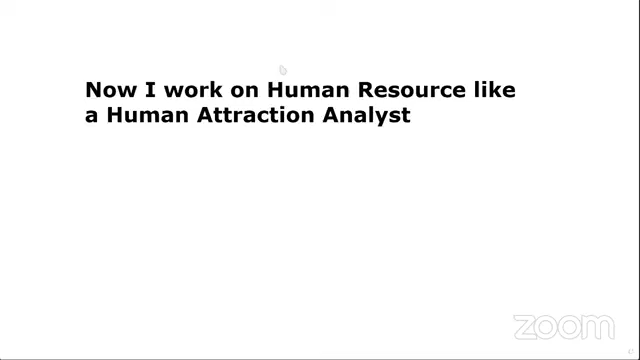 Now I work on Human Resource like
a Human Attraction Analyst
zoom